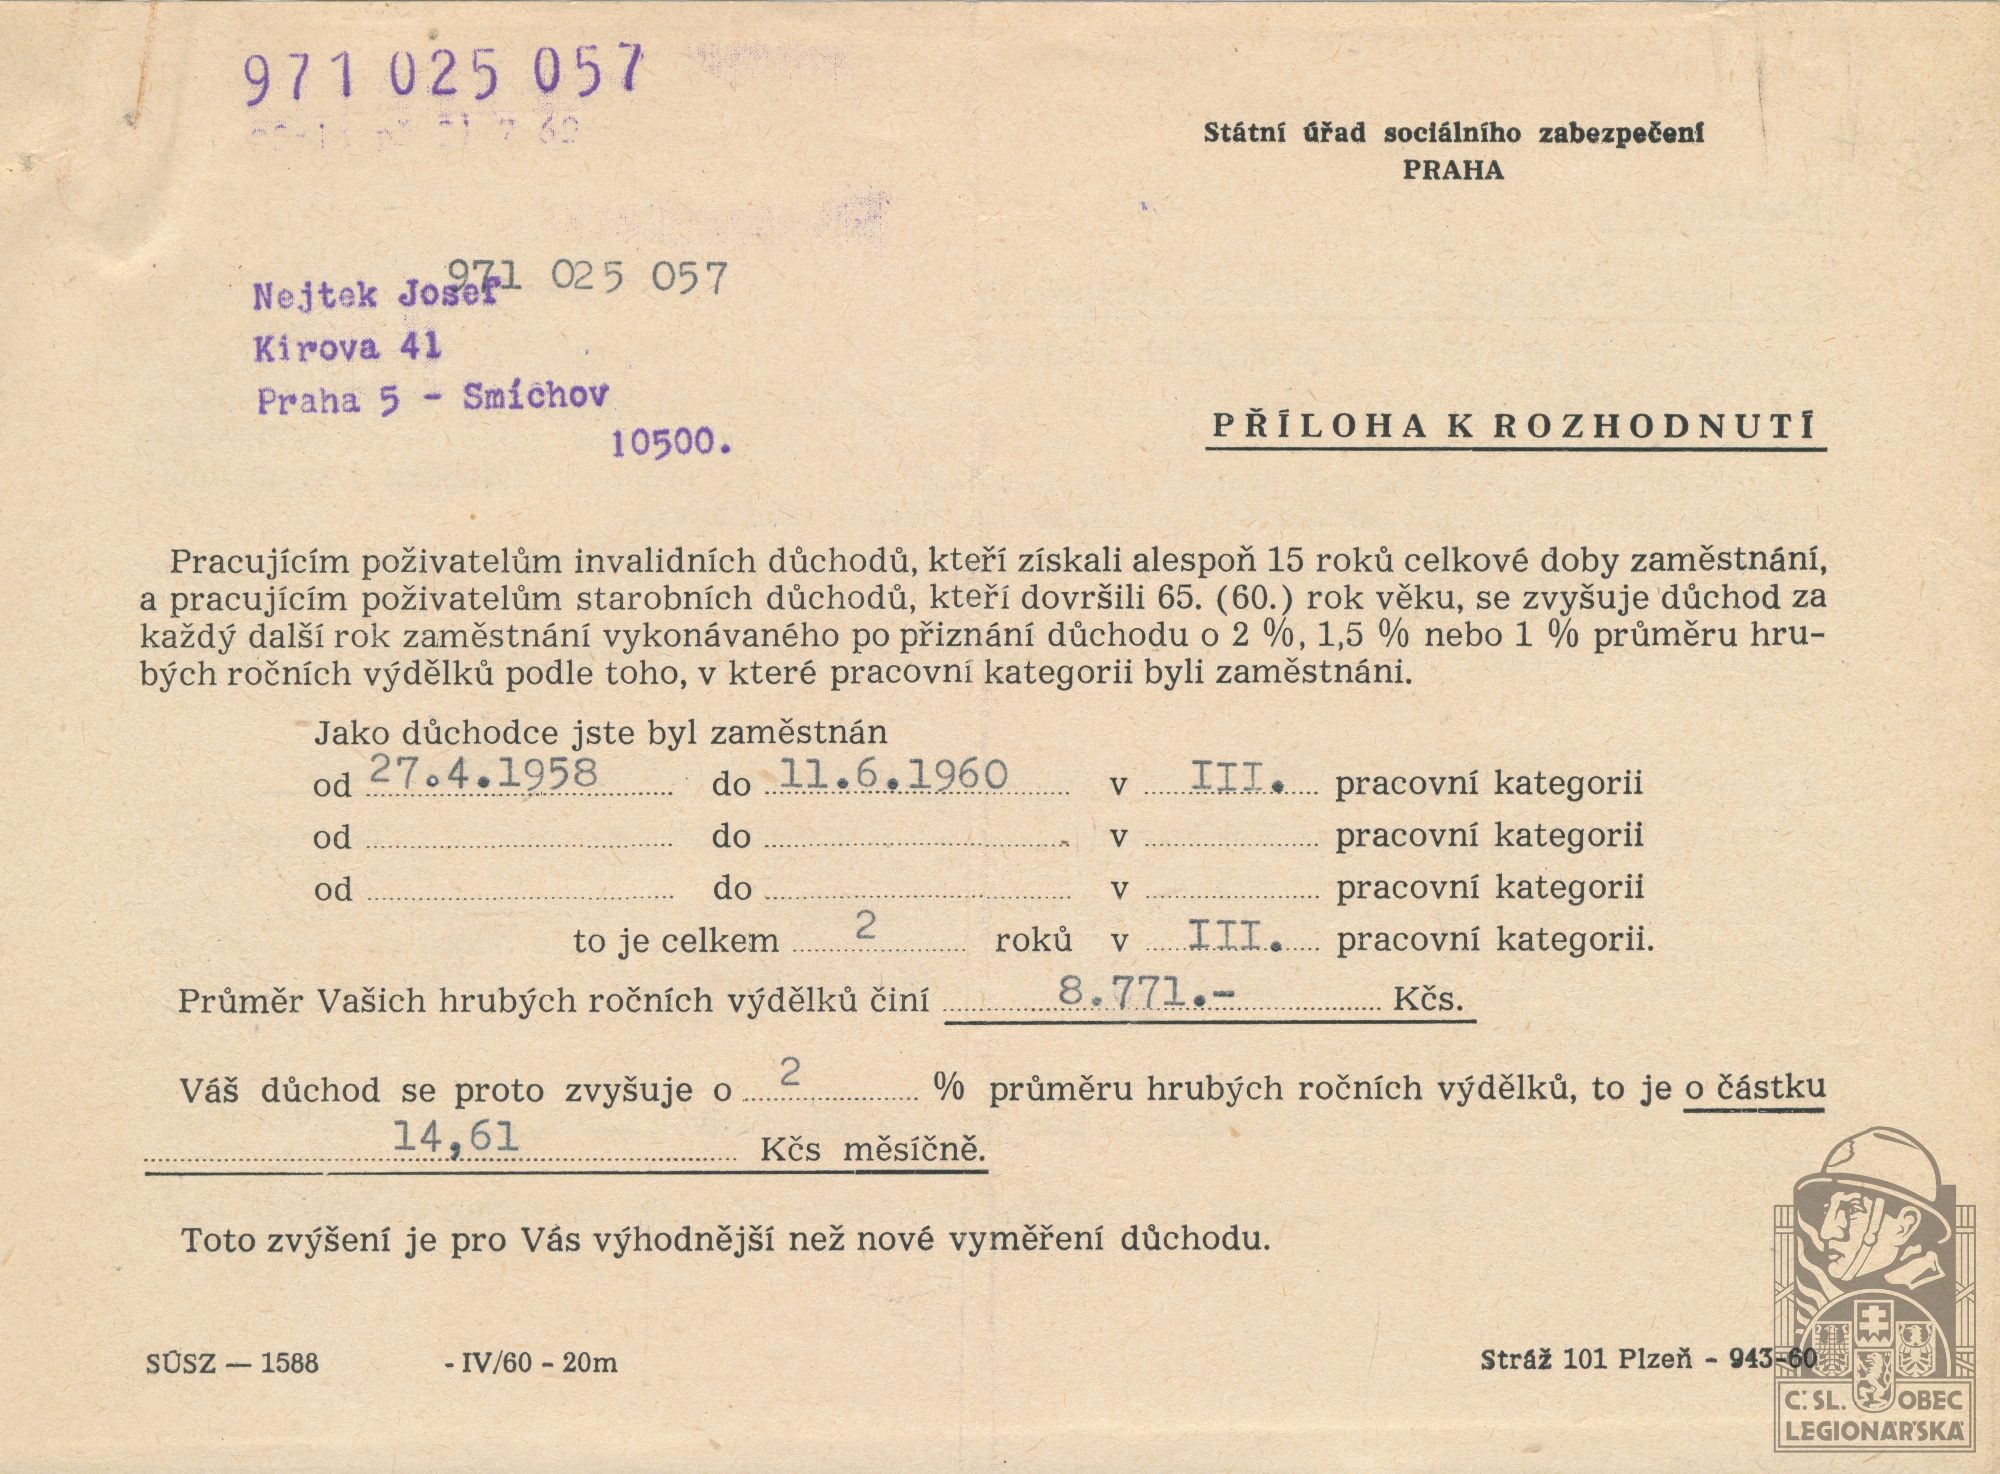 971 025 057
Státní úřad sociálního zabezpečení
PRAHA
971 025 057
Nejtek Josef
Kirova 41
Praha 5 - Smíchov
10500.
PŘÍLOHA K ROZHODNUTÍ
Pracujícím poživatelům invalidních důchodů, kteří získali alespoň 15 roků celkové doby zaměstnání,
a pracujícím poživatelům starobních důchodů, kteří dovršili 65. (60.) rok věku, se zvyšuje důchod za
každý další rok zaměstnání vykonávaného po přiznání důchodu o 2 %, 1,5 % nebo 1 % průměru hru-
bých ročních výdělků podle toho, v které pracovní kategorii byli zaměstnáni.
Jako důchodce jste byl zaměstnán
od 27.4.1958 do 11.6.1960 v III. pracovní kategorii
od do v pracovní kategorii
od do v pracovní kategorii
to je celkem 2 roků v III. pracovní kategorii.
Průměr Vašich hrubých ročních výdělků činí 8.771.- Kčs.
Váš důchod se proto zvyšuje o 2 % průměru hrubých ročních výdělků, to je o částku
14,61 Kčs měsíčně.
Toto zvýšení je pro Vás výhodnější než nové vyměření důchodu.
SÚSZ — 1588 - IV/60 - 20m
Stráž 101 Plzeň - 943-60
Č. SL. OBEC
LEGIONÁŘSKÁ